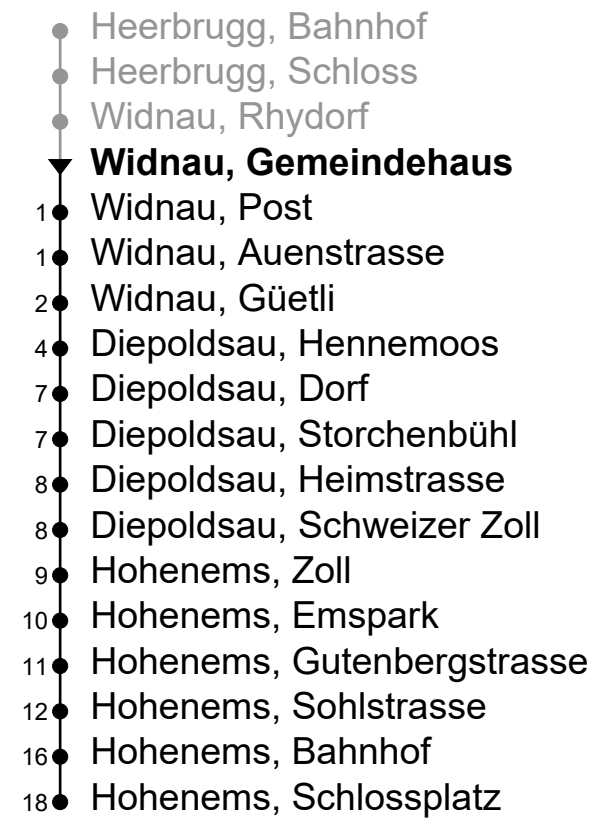 Heerbrugg, Bahnhof
Heerbrugg, Schloss
Widnau, Rhydorf
Widnau, Gemeindehaus
1 Widnau, Post
1 Widnau, Auenstrasse
2 Widnau, Güetli
4 Diepoldsau, Hennemoos
7 Diepoldsau, Dorf
7 Diepoldsau, Storchenbühl
8 Diepoldsau, Heimstrasse
8 Diepoldsau, Schweizer Zoll
9 Hohenems, Zoll
10 Hohenems, Emspark
11 Hohenems, Gutenbergstrasse
12 Hohenems, Sohlstrasse
16 Hohenems, Bahnhof
18 Hohenems, Schlossplatz